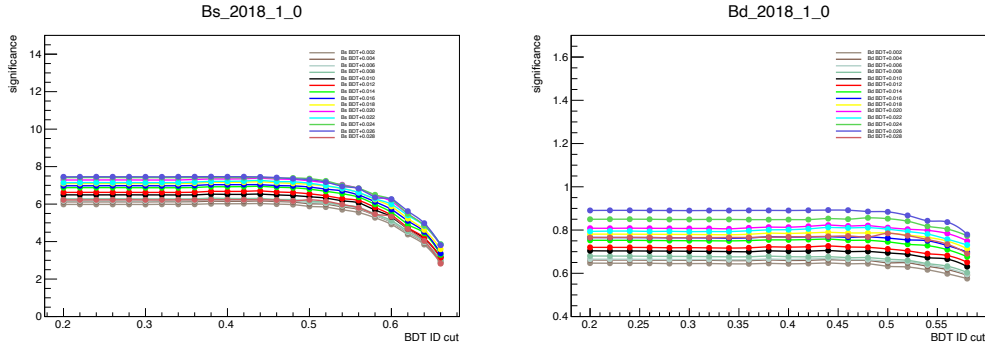 Bs_2018_1_0
significance
14
12
10
8
6
4
2
0
Bs BDT+0.002
Bs BDT+0.004
Bs BDT+0.006
Bs BDT+0.008
Bs BDT+0.010
Bs BDT+0.012
Bs BDT+0.014
Bs BDT+0.016
Bs BDT+0.018
Bs BDT+0.020
Bs BDT+0.022
Bs BDT+0.024
Bs BDT+0.026
Bs BDT+0.028
0.2 0.3 0.4 0.5 0.6
BDT ID cut
Bd_2018_1_0
significance
1.6
1.4
1.2
1
0.8
0.6
0.4
Bd BDT+0.002
Bd BDT+0.004
Bd BDT+0.006
Bd BDT+0.008
Bd BDT+0.010
Bd BDT+0.012
Bd BDT+0.014
Bd BDT+0.016
Bd BDT+0.018
Bd BDT+0.020
Bd BDT+0.022
Bd BDT+0.024
Bd BDT+0.026
Bd BDT+0.028
0.2 0.25 0.3 0.35 0.4 0.45 0.5 0.55
BDT ID cut